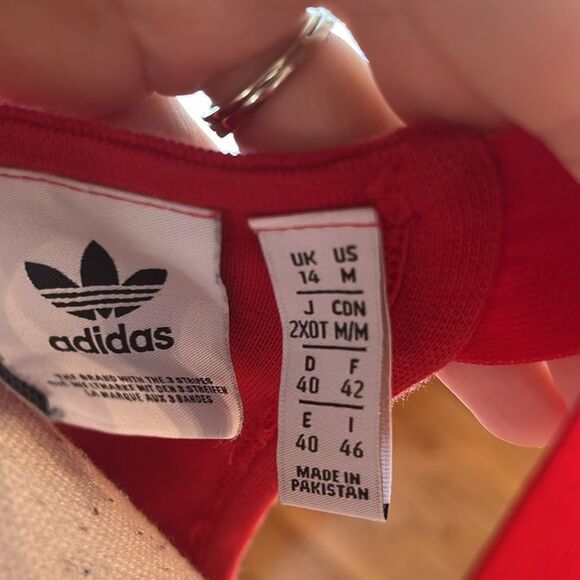 adidas
THE BRAND WITH THE 3 STRIPES
DIE MARKE MIT DEN 3 STREIFEN
LA MARQUE AUX 3 BANDES
UK US
14 M
J CDN
2XOT M/M
D F
40 42
E I
40 46
MADE IN
PAKISTAN